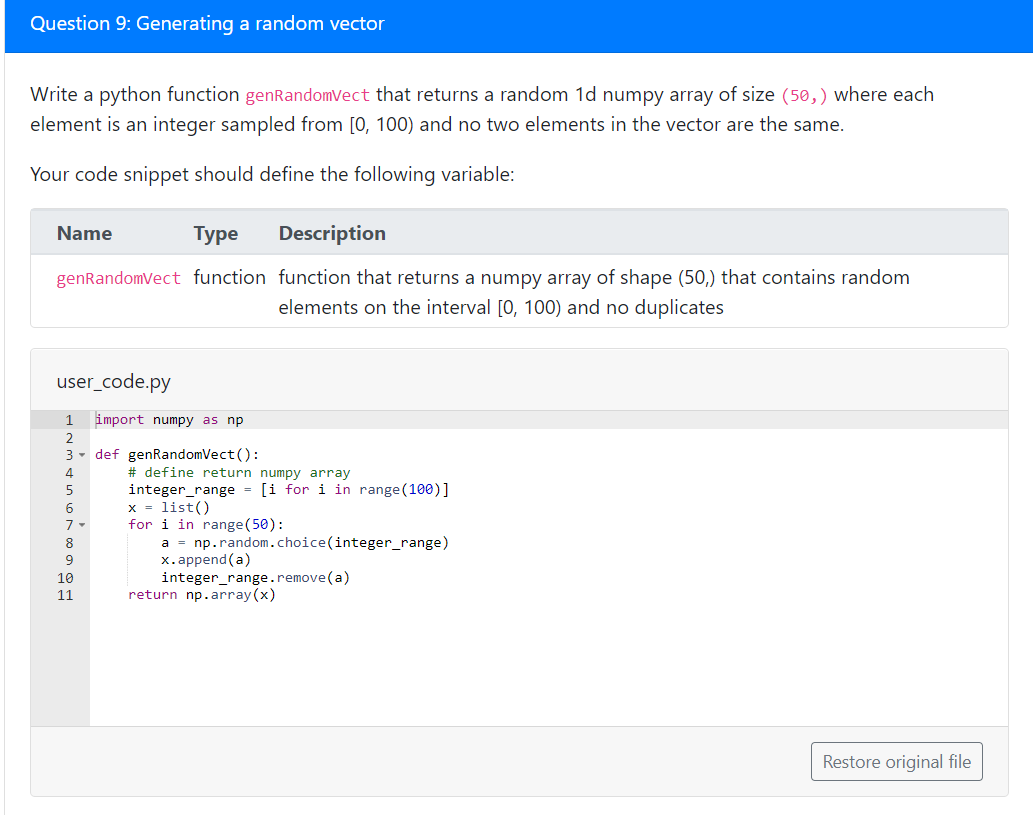 Question 9: Generating a random vector
Write a python function genRandomVect that returns a random 1d numpy array of size (50,) where each
element is an integer sampled from [0, 100) and no two elements in the vector are the same.
Your code snippet should define the following variable:
Name Type Description
genRandomVect function function that returns a numpy array of shape (50,) that contains random
elements on the interval [0, 100) and no duplicates
user_code.py
1 import numpy as np
2
3 def genRandomVect():
4 # define return numpy array
5 integer_range = [i for i in range(100)]
6 x = list()
7 for i in range(50):
8 a = np.random.choice(integer_range)
9 x.append(a)
10 integer_range.remove(a)
11 return np.array(x)
Restore original file